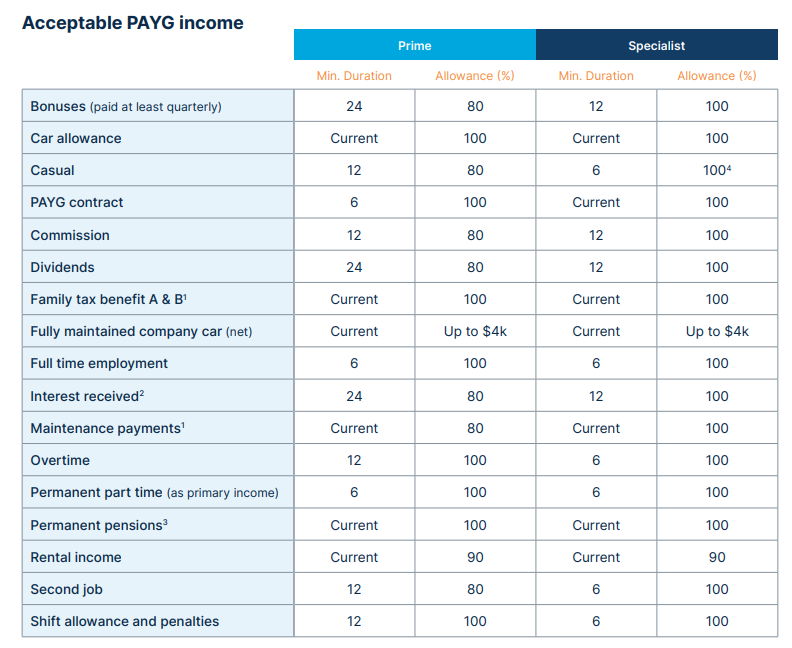 Acceptable PAYG income
Prime Specialist
Min. Duration Allowance (%) Min. Duration Allowance (%)
Bonuses (paid at least quarterly) 24 80 12 100
Car allowance Current 100 Current 100
Casual 12 80 6 100⁴
PAYG contract 6 100 Current 100
Commission 12 80 12 100
Dividends 24 80 12 100
Family tax benefit A & B¹ Current 100 Current 100
Fully maintained company car (net) Current Up to $4k Current Up to $4k
Full time employment 6 100 6 100
Interest received² 24 80 12 100
Maintenance payments¹ Current 80 Current 100
Overtime 12 100 6 100
Permanent part time (as primary income) 6 100 6 100
Permanent pensions³ Current 100 Current 100
Rental income Current 90 Current 90
Second job 12 80 6 100
Shift allowance and penalties 12 100 6 100